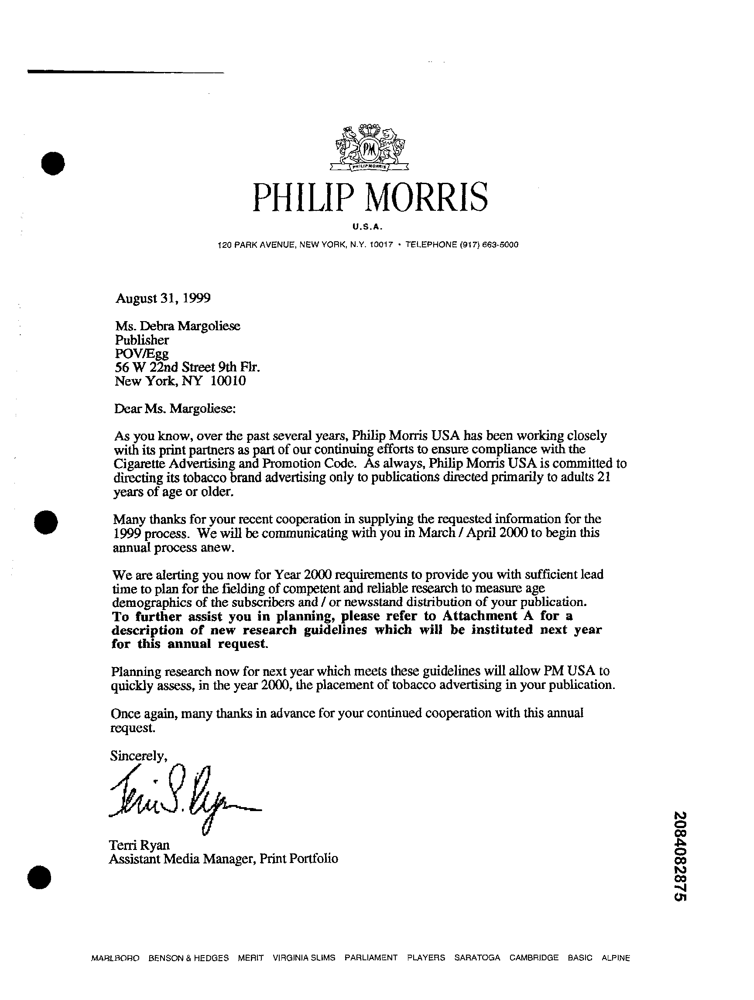 PM
PHILIP MORRIS
PHILIP MORRIS
U.S.A.
120 PARK AVENUE, NEW YORK, N.Y. 10017 • TELEPHONE (917) 663-5000
August 31, 1999
Ms. Debra Margoliese
Publisher
POV/Egg
56 W 22nd Street 9th Flr.
New York, NY 10010
Dear Ms. Margoliese:
As you know, over the past several years, Philip Morris USA has been working closely
with its print partners as part of our continuing efforts to ensure compliance with the
Cigarette Advertising and Promotion Code. As always, Philip Morris USA is committed to
directing its tobacco brand advertising only to publications directed primarily to adults 21
years of age or older.
Many thanks for your recent cooperation in supplying the requested information for the
1999 process. We will be communicating with you in March / April 2000 to begin this
annual process anew.
We are alerting you now for Year 2000 requirements to provide you with sufficient lead
time to plan for the fielding of competent and reliable research to measure age
demographics of the subscribers and / or newsstand distribution of your publication.
To further assist you in planning, please refer to Attachment A for a
description of new research guidelines which will be instituted next year
for this annual request.
Planning research now for next year which meets these guidelines will allow PM USA to
quickly assess, in the year 2000, the placement of tobacco advertising in your publication.
Once again, many thanks in advance for your continued cooperation with this annual
request.
Sincerely,
Terri S. Ryan
Terri Ryan
Assistant Media Manager, Print Portfolio
2084082875
MARLBORO BENSON & HEDGES MERIT VIRGINIA SLIMS PARLIAMENT PLAYERS SARATOGA CAMBRIDGE BASIC ALPINE